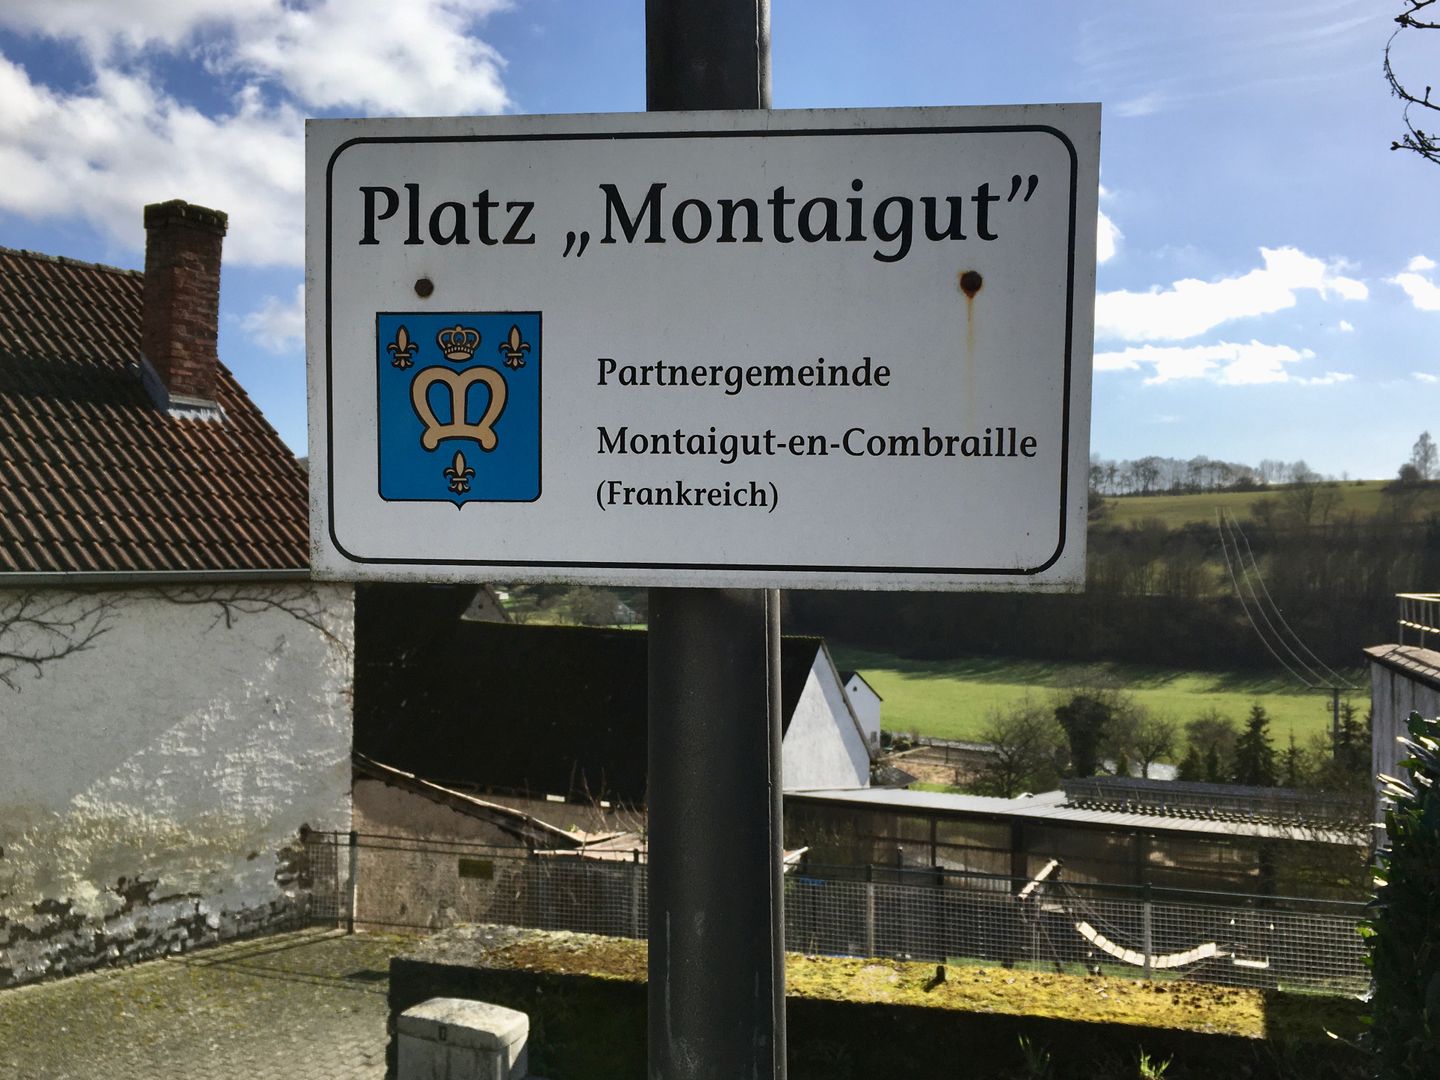 Platz „Montaigut”
Partnergemeinde
Montaigut-en-Combraille
(Frankreich)